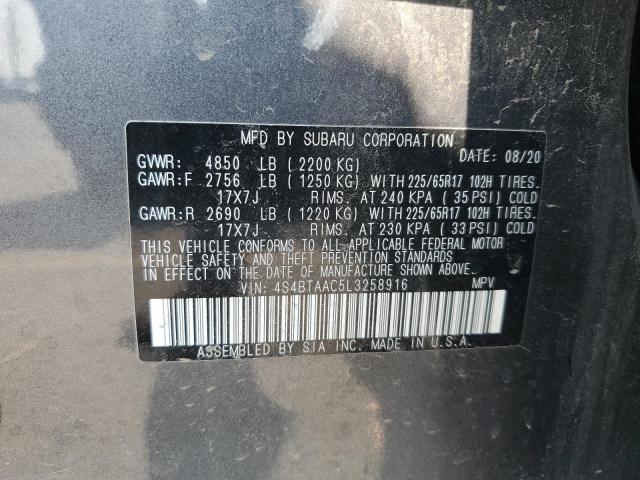 MFD BY SUBARU CORPORATION
GVWR: 4850 LB ( 2200 KG) DATE: 08/20
GAWR:F 2756 LB ( 1250 KG) WITH 225/65R17 102H TIRES.
17X7J RIMS. AT 240 KPA ( 35 PSI) COLD
GAWR:R 2690 LB ( 1220 KG) WITH 225/65R17 102H TIRES.
17X7J RIMS. AT 230 KPA ( 33 PSI) COLD
THIS VEHICLE CONFORMS TO ALL APPLICABLE FEDERAL MOTOR
VEHICLE SAFETY AND THEFT PREVENTION STANDARDS
IN EFFECT ON THE DATE OF MANUFACTURE SHOWN ABOVE.
VIN: 4S4BTAAC5L3258916 MPV
ASSEMBLED BY SIA INC. MADE IN U.S.A.